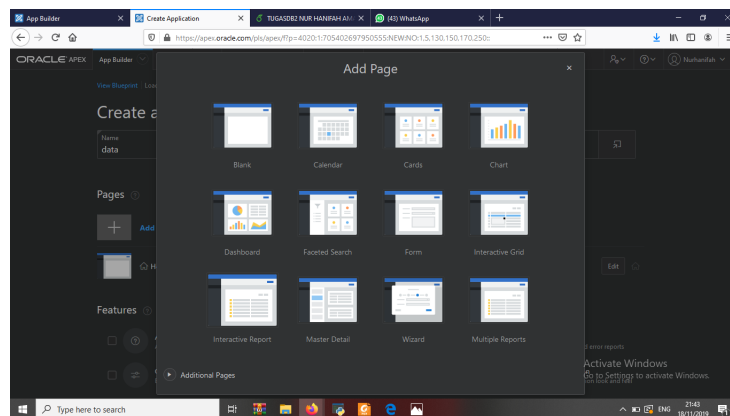 App Builder
Create Application
TUGASDB2 NUR HANIFAH AM
(43) WhatsApp
https://apex.oracle.com/pls/apex/f?p=4020:1:705402697950555:NEW:NO:1,5,130,150,170,250::
ORACLE APEX
App Builder
Nurhanifah
View Blueprint
Add Page
Create a
Name
data
Pages
Add
Edit
Features
Blank
Calendar
Cards
Chart
Dashboard
Faceted Search
Form
Interactive Grid
Interactive Report
Master Detail
Wizard
Multiple Reports
Additional Pages
error reports
Activate Windows
Go to Settings to activate Windows.
Type here to search
ENG
21:43
18/11/2019